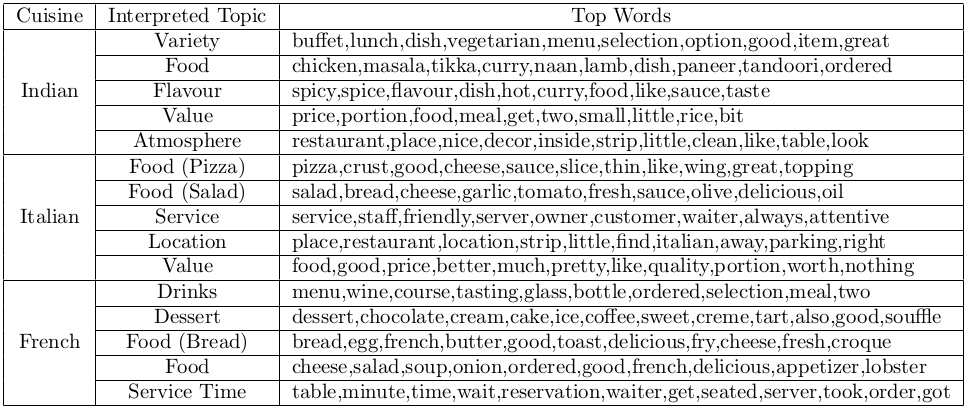 Cuisine Interpreted Topic Top Words
Variety buffet,lunch,dish,vegetarian,menu,selection,option,good,item,great
Food chicken,masala,tikka,curry,naan,lamb,dish,paneer,tandoori,ordered
Indian Flavour spicy,spice,flavour,dish,hot,curry,food,like,sauce,taste
Value price,portion,food,meal,get,two,small,little,rice,bit
Atmosphere restaurant,place,nice,decor,inside,strip,little,clean,like,table,look
Food (Pizza) pizza,crust,good,cheese,sauce,slice,thin,like,wing,great,topping
Food (Salad) salad,bread,cheese,garlic,tomato,fresh,sauce,olive,delicious,oil
Italian Service service,staff,friendly,server,owner,customer,waiter,always,attentive
Location place,restaurant,location,strip,little,find,italian,away,parking,right
Value food,good,price,better,much,pretty,like,quality,portion,worth,nothing
Drinks menu,wine,course,tasting,glass,bottle,ordered,selection,meal,two
Dessert dessert,chocolate,cream,cake,ice,coffee,sweet,creme,tart,also,good,souffle
French Food (Bread) bread,egg,french,butter,good,toast,delicious,fry,cheese,fresh,croque
Food cheese,salad,soup,onion,ordered,good,french,delicious,appetizer,lobster
Service Time table,minute,time,wait,reservation,waiter,get,seated,server,took,order,got